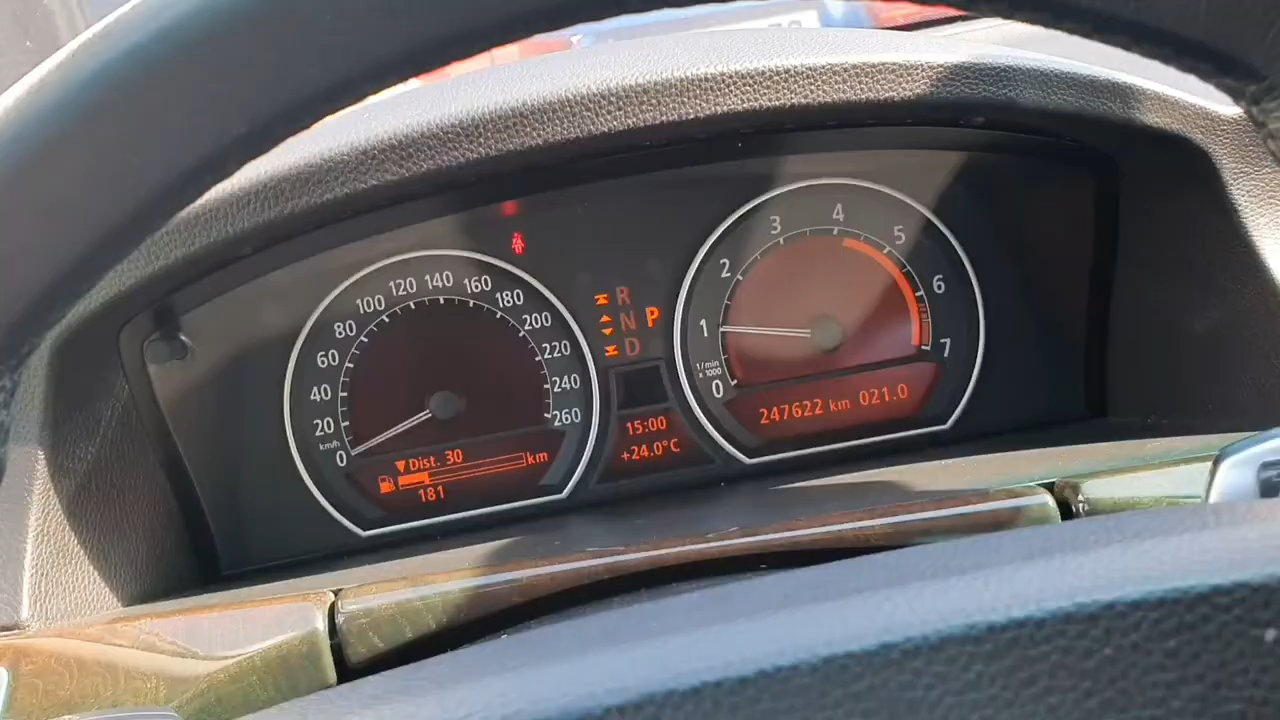 0 20 40 60 80 100 120 140 160 180 200 220 240 260
km/h
▼Dist. 30 km
181
R
N P
D
15:00
+24.0°C
0 1 2 3 4 5 6 7
1/min
x 1000
247622 km 021.0